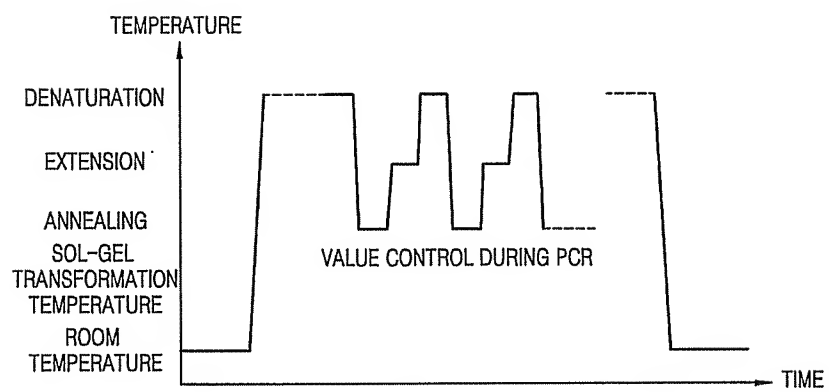 TEMPERATURE
DENATURATION
EXTENSION
ANNEALING
SOL-GEL
TRANSFORMATION
TEMPERATURE
VALUE CONTROL DURING PCR
ROOM
TEMPERATURE
TIME